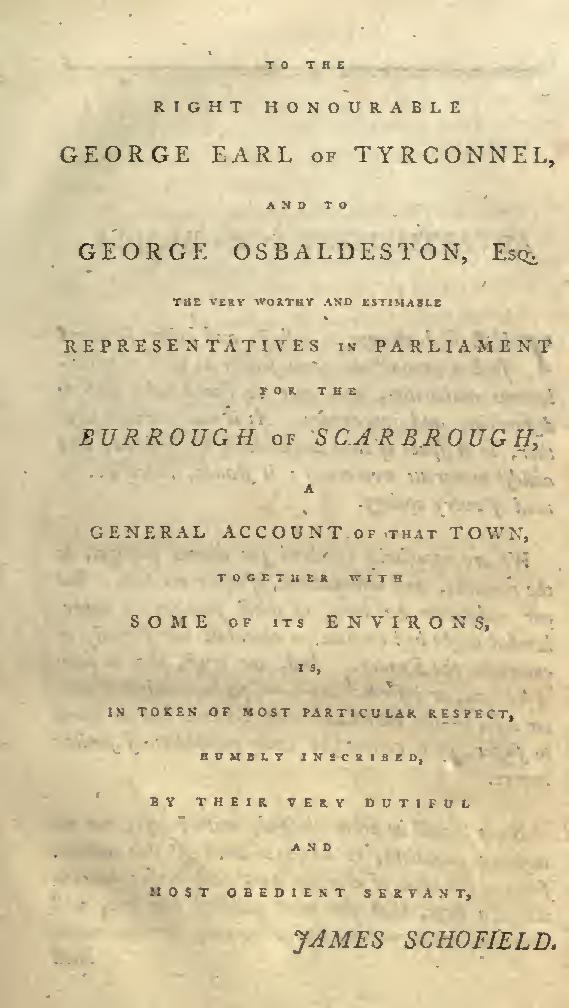 TO THE
RIGHT HONOURABLE
GEORGE EARL OF TYRCONNEL,
AND TO
GEORGE OSBALDESTON, Esq.
THE VERY WORTHY AND ESTIMABLE
REPRESENTATIVES IN PARLIAMENT
FOR THE
BURROUGH OF SCARBROUGH,
A
GENERAL ACCOUNT OF THAT TOWN,
TOGETHER WITH
SOME OF ITS ENVIRONS,
IS,
IN TOKEN OF MOST PARTICULAR RESPECT,
HUMBLY INSCRIBED,
BY THEIR VERY DUTIFUL
AND
MOST OBEDIENT SERVANT,
JAMES SCHOFIELD.